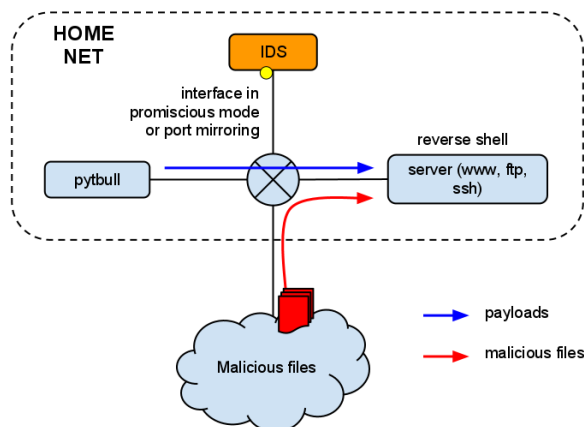 HOME
NET
IDS
interface in
promiscious mode
or port mirroring
reverse shell
pytbull
server (www, ftp,
ssh)
payloads
malicious files
Malicious files